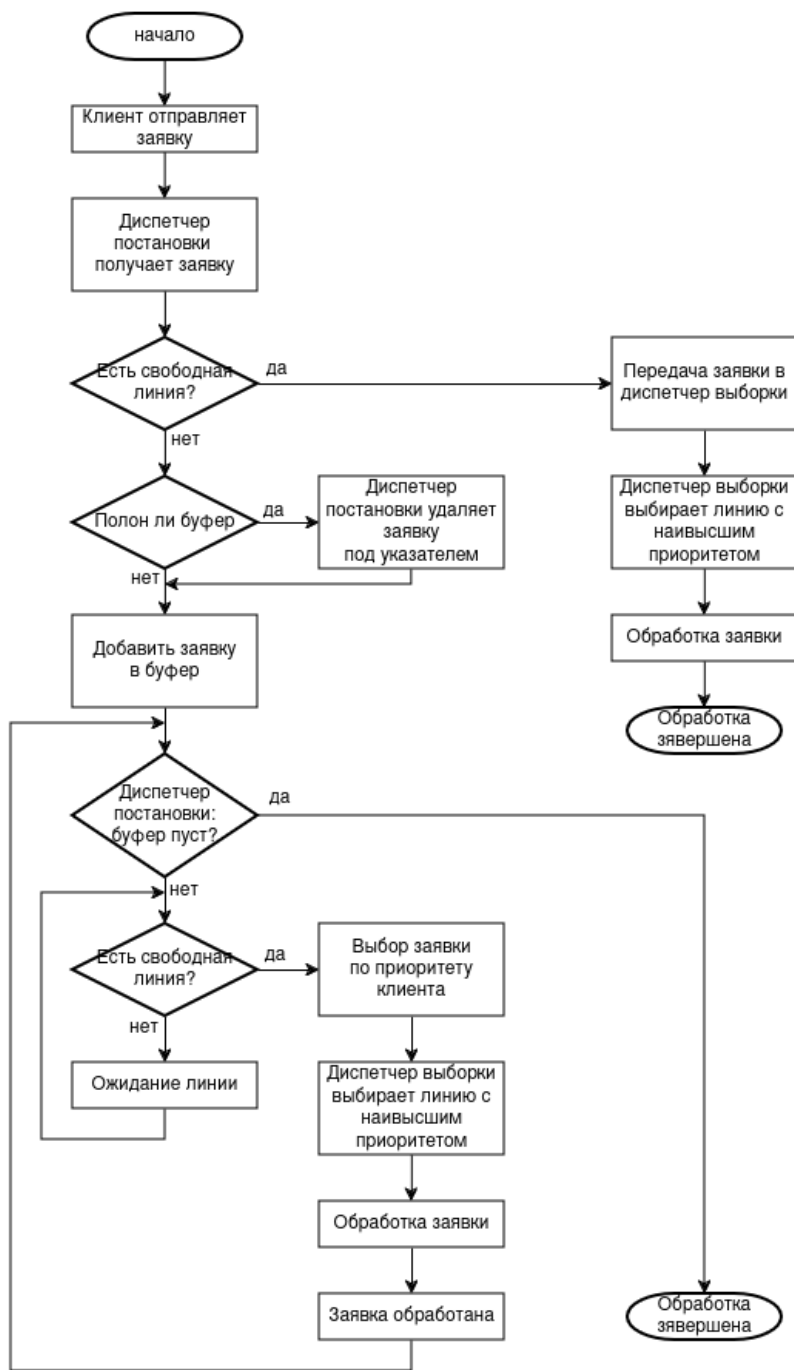 начало
Клиент отправляет
заявку
Диспетчер
постановки
получает заявку
Есть свободная
линия?
да
Передача заявки в
диспетчер выборки
нет
Полон ли буфер
да
Диспетчер
постановки удаляет
заявку
под указателем
Диспетчер выборки
выбирает линию с
наивысшим
приоритетом
нет
Добавить заявку
в буфер
Обработка заявки
Обработка
зявершена
Диспетчер
постановки:
буфер пуст?
да
нет
Есть свободная
линия?
да
Выбор заявки
по приоритету
клиента
нет
Ожидание линии
Диспетчер выборки
выбирает линию с
наивысшим
приоритетом
Обработка заявки
Заявка обработана
Обработка
зявершена